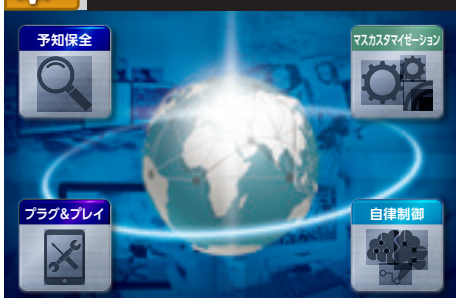 予知保全
マスカスタマイゼーション
プラグ&プレイ
自律制御